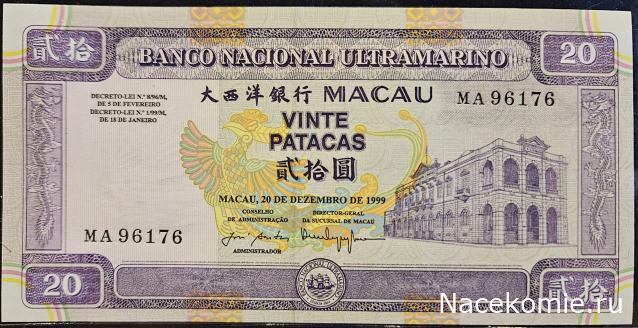 貳拾
BANCO NACIONAL ULTRAMARINO
20
DECRETO-LEI N.º 8/96/M,
DE 5 DE FEVEREIRO
DECRETO-LEI N.º 1/99/M,
DE 18 DE JANEIRO
大西洋銀行 MACAU
MA 96176
VINTE
PATACAS
貳拾圓
MACAU, 20 DE DEZEMBRO DE 1999
CONSELHO
DE ADMINISTRAÇÃO
DIRECTOR-GERAL
DA SUCURSAL DE MACAU
MA 96176
ADMINISTRADOR
20
BANCO NACIONAL ULTRAMARINO
貳拾
Nacekomie.ru